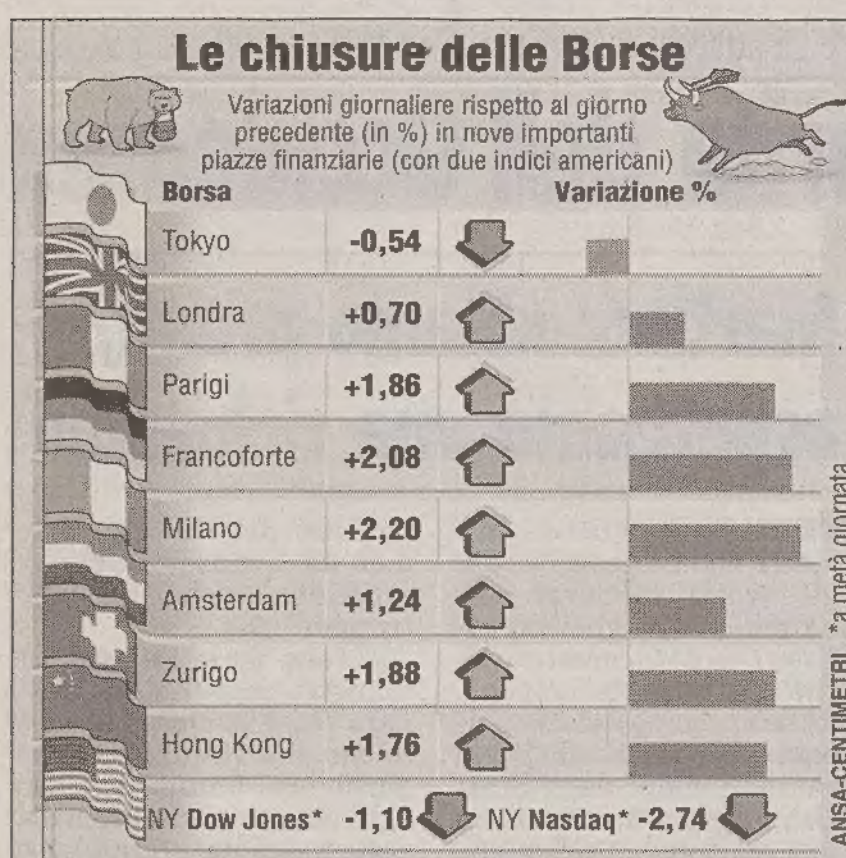 Le chiusure delle Borse
Variazioni giornaliere rispetto al giorno
precedente (in %) in nove importanti
piazze finanziarie (con due indici americani)
Borsa Variazione %
Tokyo -0,54
Londra +0,70
Parigi +1,86
Francoforte +2,08
Milano +2,20
Amsterdam +1,24
Zurigo +1,88
Hong Kong +1,76
NY Dow Jones* -1,10 NY Nasdaq* -2,74
ANSA-CENTIMETRI *a metà giornata